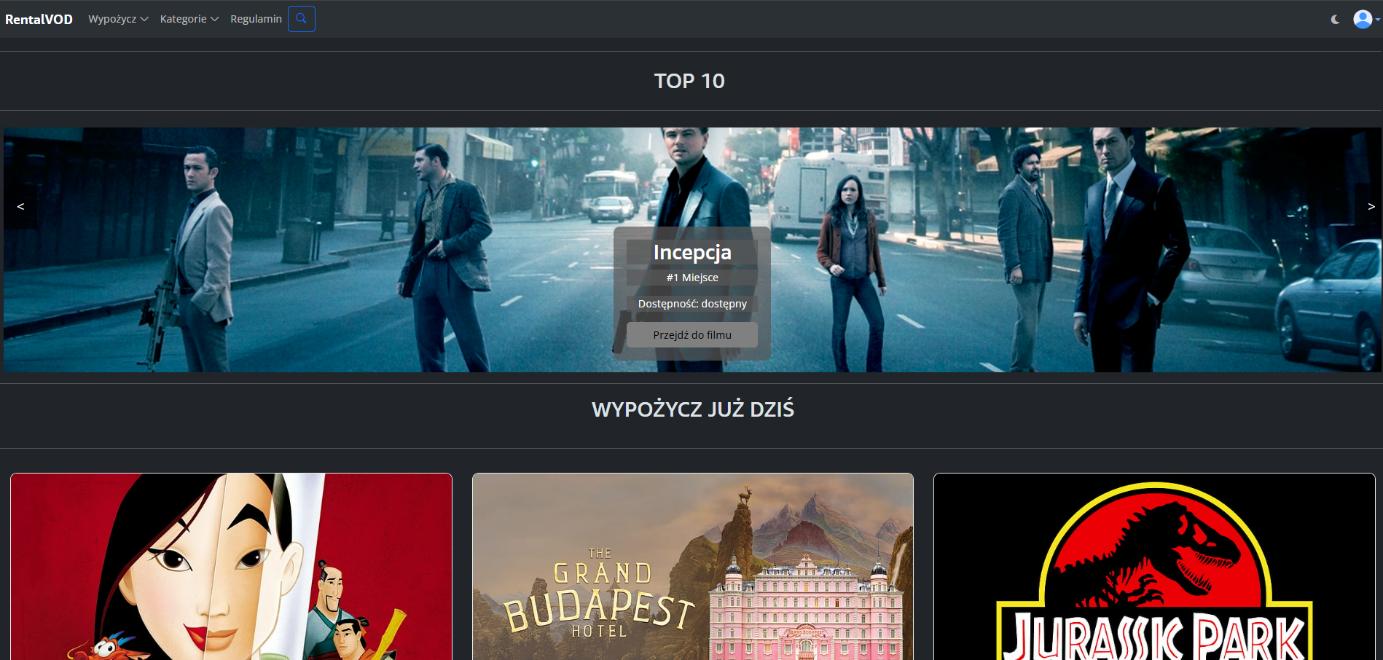 RentalVOD Wypożycz Kategorie Regulamin
TOP 10
<
>
Incepcja
#1 Miejsce
Dostępność: dostępny
Przejdź do filmu
WYPOŻYCZ JUŻ DZIŚ
THE
GRAND
BUDAPEST
HOTEL
JURASSIC PARK